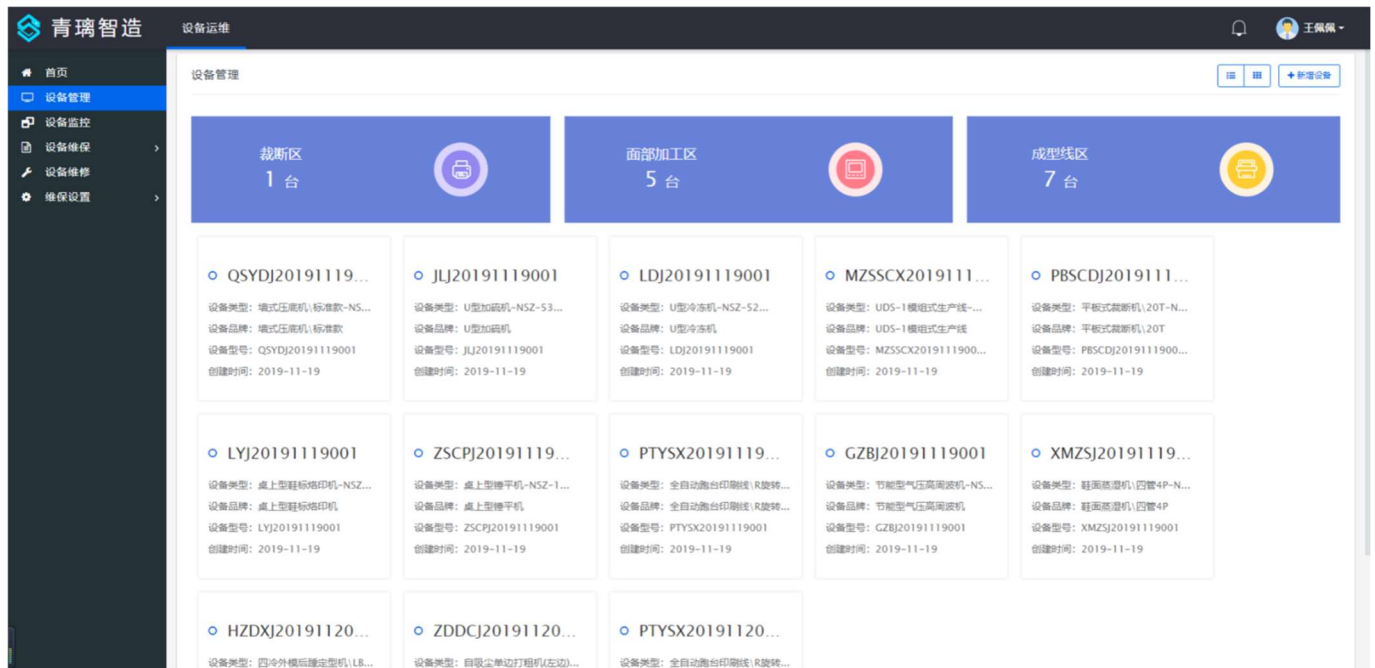 青璃智造
设备运维
王佩佩
首页
设备管理
设备监控
设备维保
设备维修
维保设置
设备管理
新增设备
裁断区
1 台
面部加工区
5 台
成型线区
7 台
QSYDJ20191119...
设备类型：墙式压底机\标准款-NS...
设备品牌：墙式压底机\标准款
设备型号：QSYDJ20191119001
创建时间：2019-11-19
JLJ20191119001
设备类型：U型加硫机-NSZ-53...
设备品牌：U型加硫机
设备型号：JLJ20191119001
创建时间：2019-11-19
LDJ20191119001
设备类型：U型冷冻机-NSZ-52...
设备品牌：U型冷冻机
设备型号：LDJ20191119001
创建时间：2019-11-19
MZSSCX2019111...
设备类型：UDS-1模组式生产线-...
设备品牌：UDS-1模组式生产线
设备型号：MZSSCX2019111900...
创建时间：2019-11-19
PBSCDJ2019111...
设备类型：平板式裁断机\20T-N...
设备品牌：平板式裁断机\20T
设备型号：PBSCDJ2019111900...
创建时间：2019-11-19
LYJ20191119001
设备类型：桌上型鞋标烙印机-NSZ...
设备品牌：桌上型鞋标烙印机
设备型号：LYJ20191119001
创建时间：2019-11-19
ZSCPJ20191119...
设备类型：桌上型锤平机-NSZ-1...
设备品牌：桌上型锤平机
设备型号：ZSCPJ20191119001
创建时间：2019-11-19
PTYSX20191119...
设备类型：全自动跑台印刷线\R旋转...
设备品牌：全自动跑台印刷线\R旋转...
设备型号：PTYSX20191119001
创建时间：2019-11-19
GZBJ20191119001
设备类型：节能型气压高周波机-NS...
设备品牌：节能型气压高周波机
设备型号：GZBJ20191119001
创建时间：2019-11-19
XMZSJ20191119...
设备类型：鞋面蒸湿机\四管4P-N...
设备品牌：鞋面蒸湿机\四管4P
设备型号：XMZSJ20191119001
创建时间：2019-11-19
HZDXJ20191120...
设备类型：四冷外模后踵定型机\LB...
ZDDCJ20191120...
设备类型：自吸尘单边打粗机(左边)...
PTYSX20191120...
设备类型：全自动跑台印刷线\R旋转...